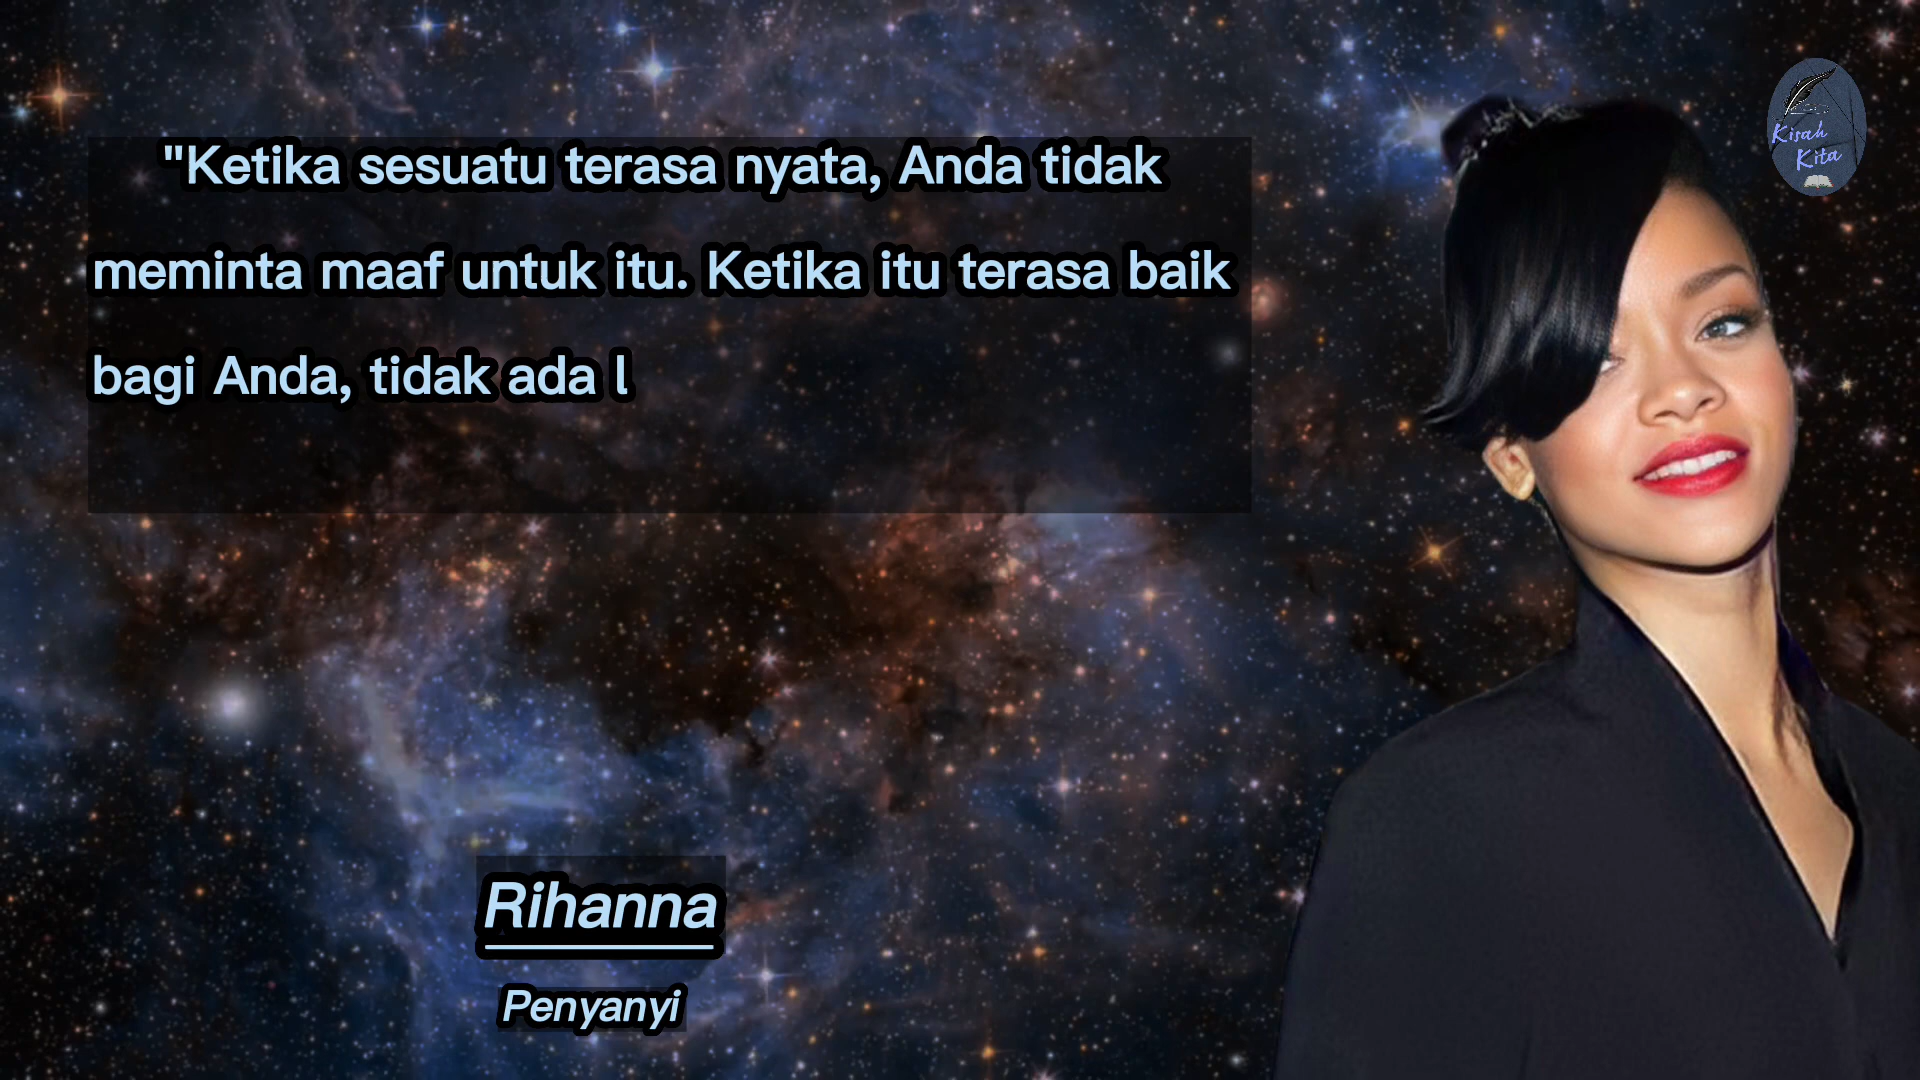 "Ketika sesuatu terasa nyata, Anda tidak
meminta maaf untuk itu. Ketika itu terasa baik
bagi Anda, tidak ada l
Rihanna
Penyanyi
Kisah
Kita